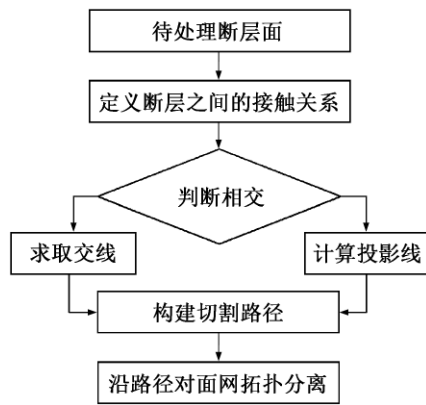 待处理断层面
定义断层之间的接触关系
判断相交
求取交线
计算投影线
构建切割路径
沿路径对面网拓扑分离